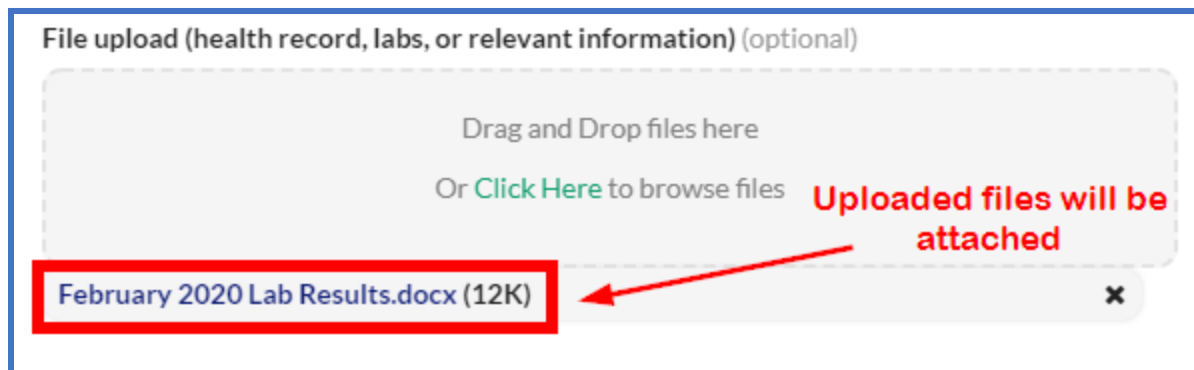 File upload (health record, labs, or relevant information) (optional)
Drag and Drop files here
Or Click Here to browse files
Uploaded files will be
attached
February 2020 Lab Results.docx (12K)